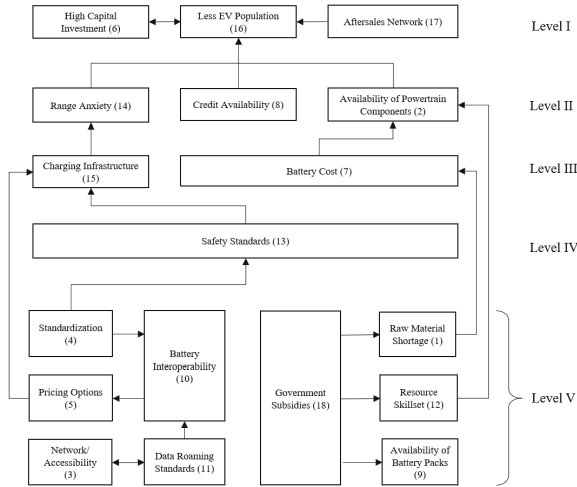 High Capital
Investment (6)
Less EV Population
(16)
Aftersales Network (17)
Level I
Range Anxiety (14)
Credit Availability (8)
Availability of Powertrain
Components (2)
Level II
Charging Infrastructure
(15)
Battery Cost (7)
Level III
Safety Standards (13)
Level IV
Standardization
(4)
Battery
Interoperability
(10)
Pricing Options
(5)
Network/
Accessibility
(3)
Data Roaming
Standards (11)
Government
Subsidies (18)
Raw Material
Shortage (1)
Resource
Skillset (12)
Availability of
Battery Packs
(9)
Level V